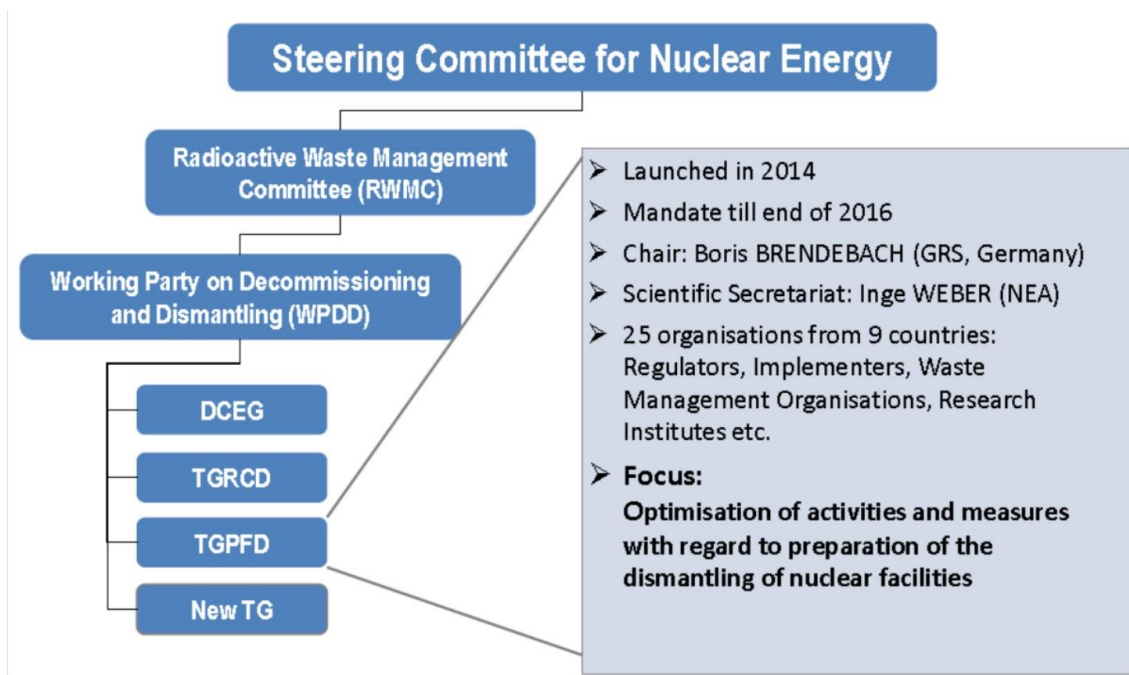 Steering Committee for Nuclear Energy
Radioactive Waste Management
Committee (RWMC)
Working Party on Decommissioning
and Dismantling (WPDD)
DCEG
TGRCD
TGPFD
New TG
➤ Launched in 2014
➤ Mandate till end of 2016
➤ Chair: Boris BRENDEBACH (GRS, Germany)
➤ Scientific Secretariat: Inge WEBER (NEA)
➤ 25 organisations from 9 countries:
Regulators, Implementers, Waste
Management Organisations, Research
Institutes etc.
➤ Focus:
Optimisation of activities and measures
with regard to preparation of the
dismantling of nuclear facilities